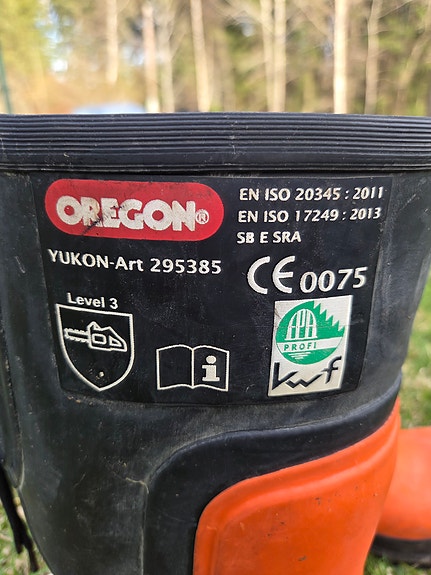 OREGON®
EN ISO 20345 : 2011
EN ISO 17249 : 2013
SB E SRA
YUKON-Art 295385
CE 0075
Level 3
i
FPA
PROFI
kwf